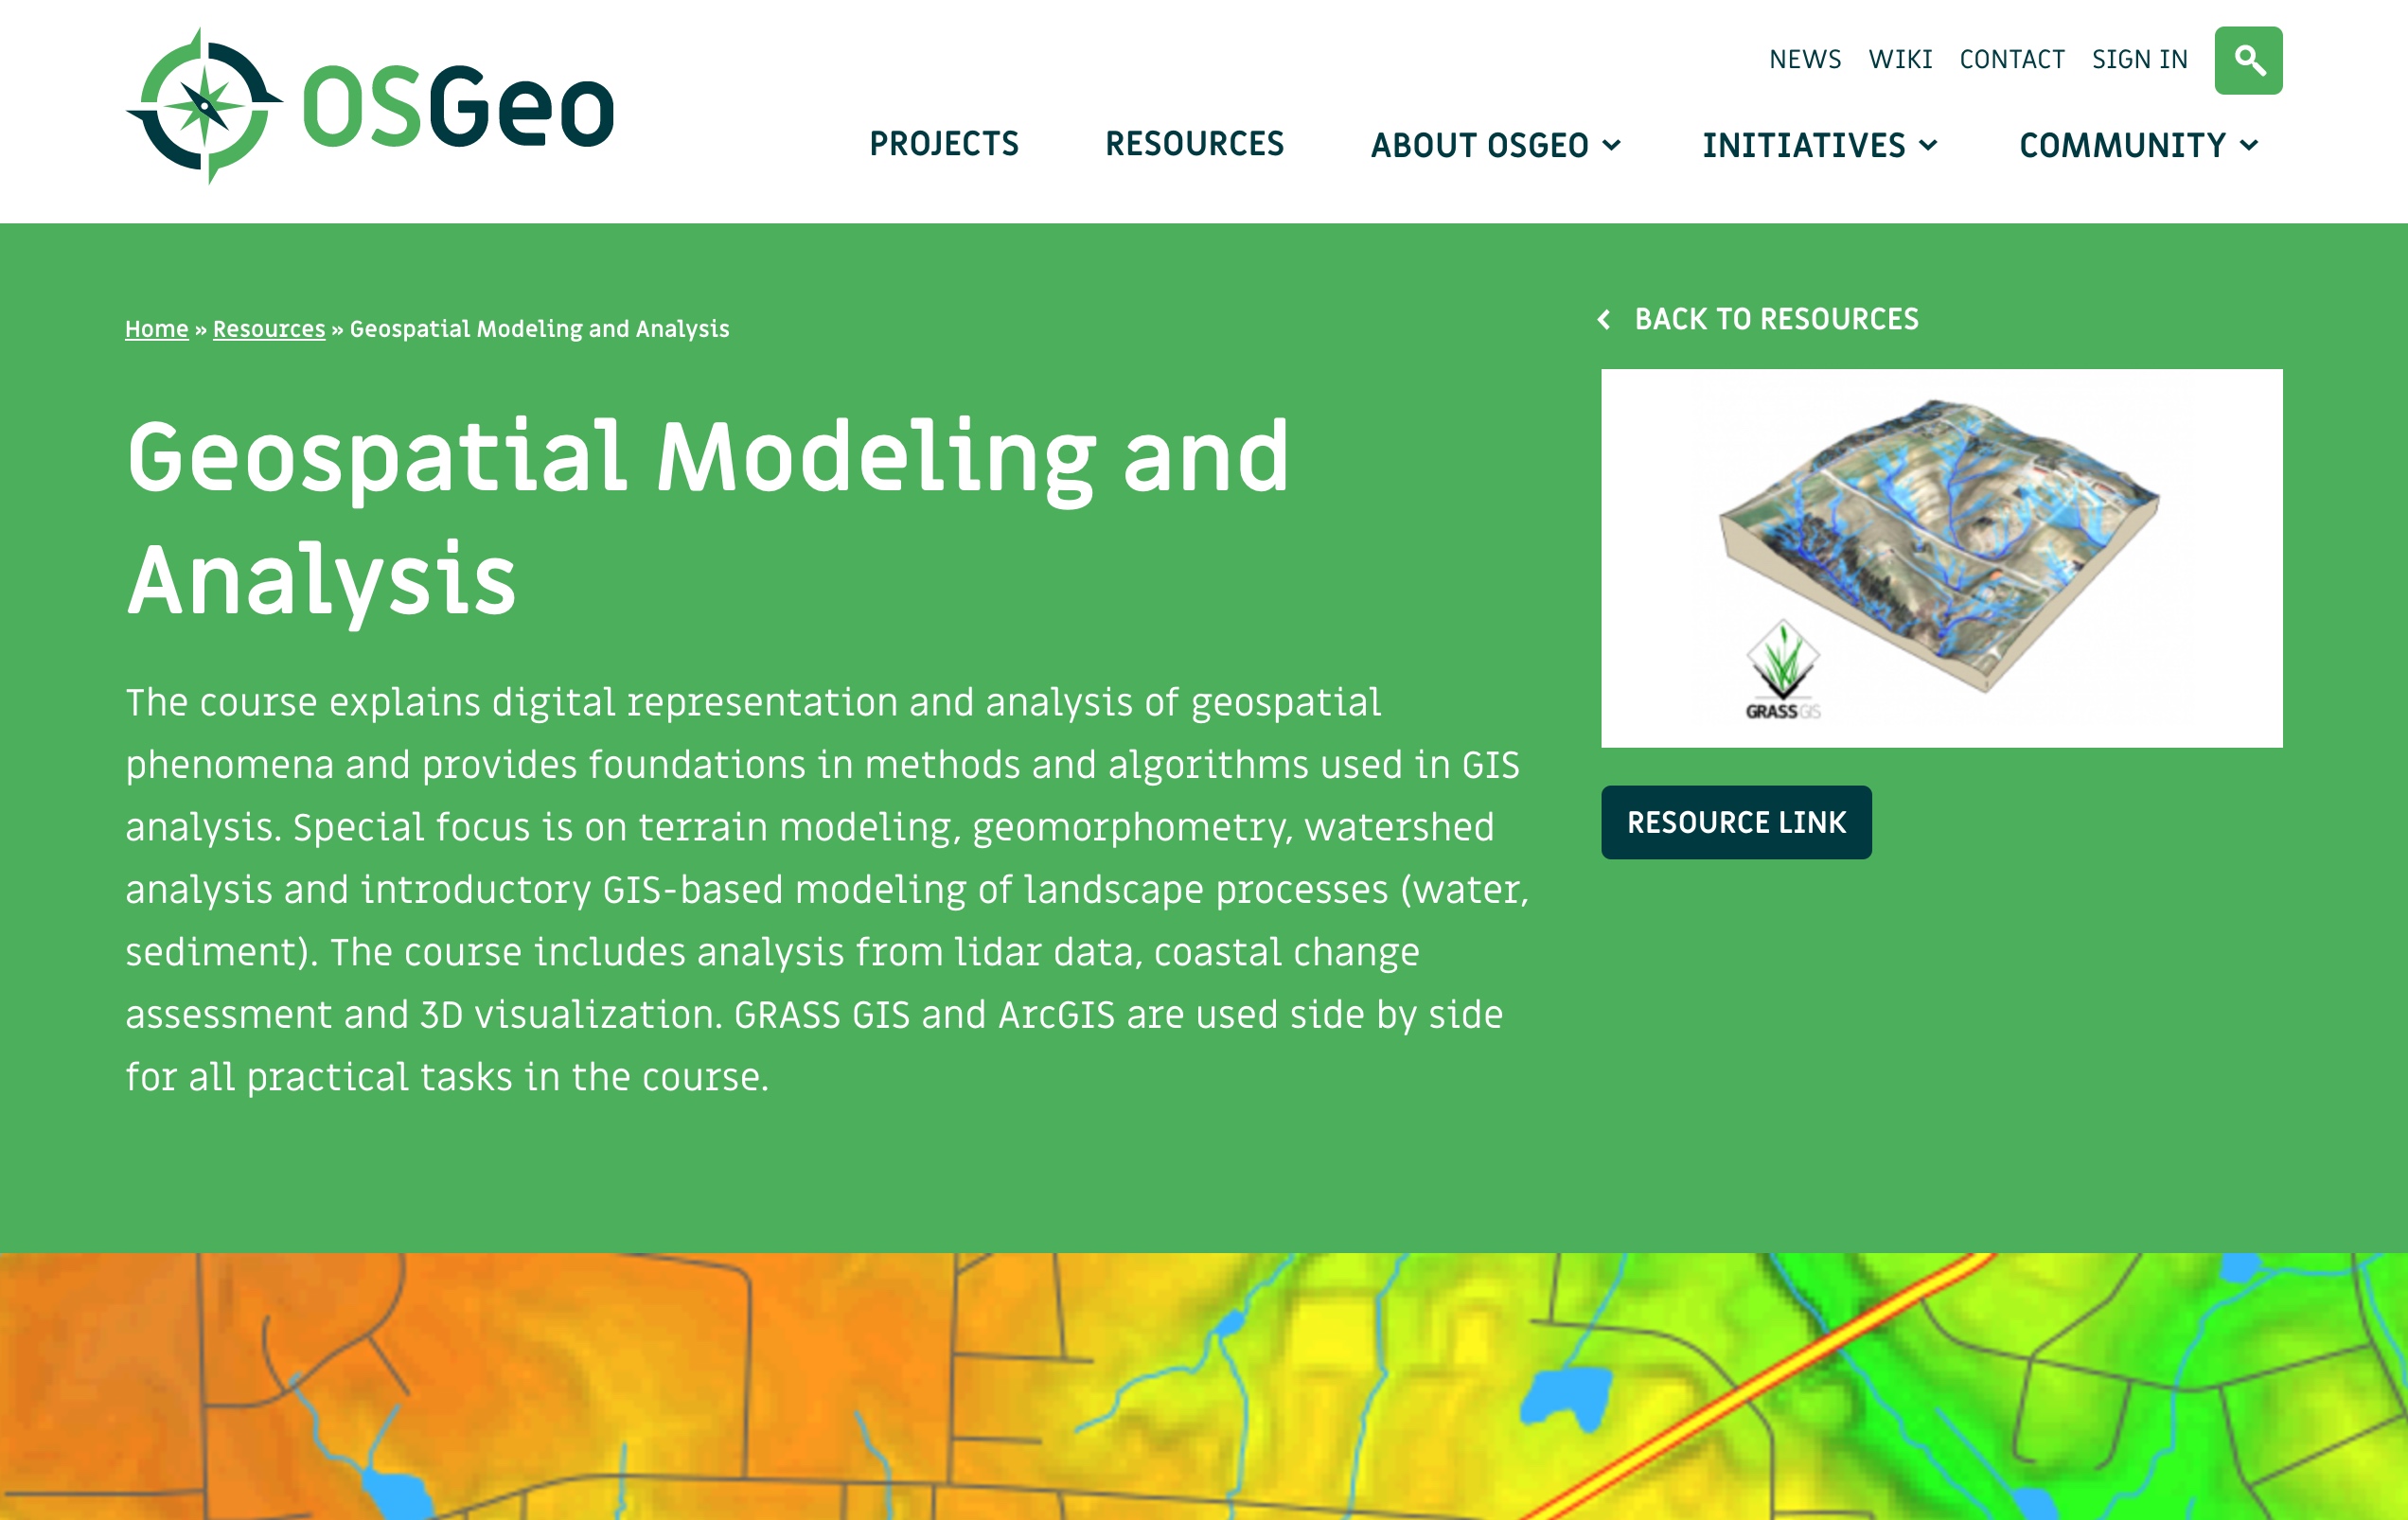 OSGeo
NEWS WIKI CONTACT SIGN IN
PROJECTS RESOURCES ABOUT OSGEO INITIATIVES COMMUNITY
Home » Resources » Geospatial Modeling and Analysis
BACK TO RESOURCES
Geospatial Modeling and
Analysis
The course explains digital representation and analysis of geospatial
phenomena and provides foundations in methods and algorithms used in GIS
analysis. Special focus is on terrain modeling, geomorphometry, watershed
analysis and introductory GIS-based modeling of landscape processes (water,
sediment). The course includes analysis from lidar data, coastal change
assessment and 3D visualization. GRASS GIS and ArcGIS are used side by side
for all practical tasks in the course.
GRASS GIS
RESOURCE LINK